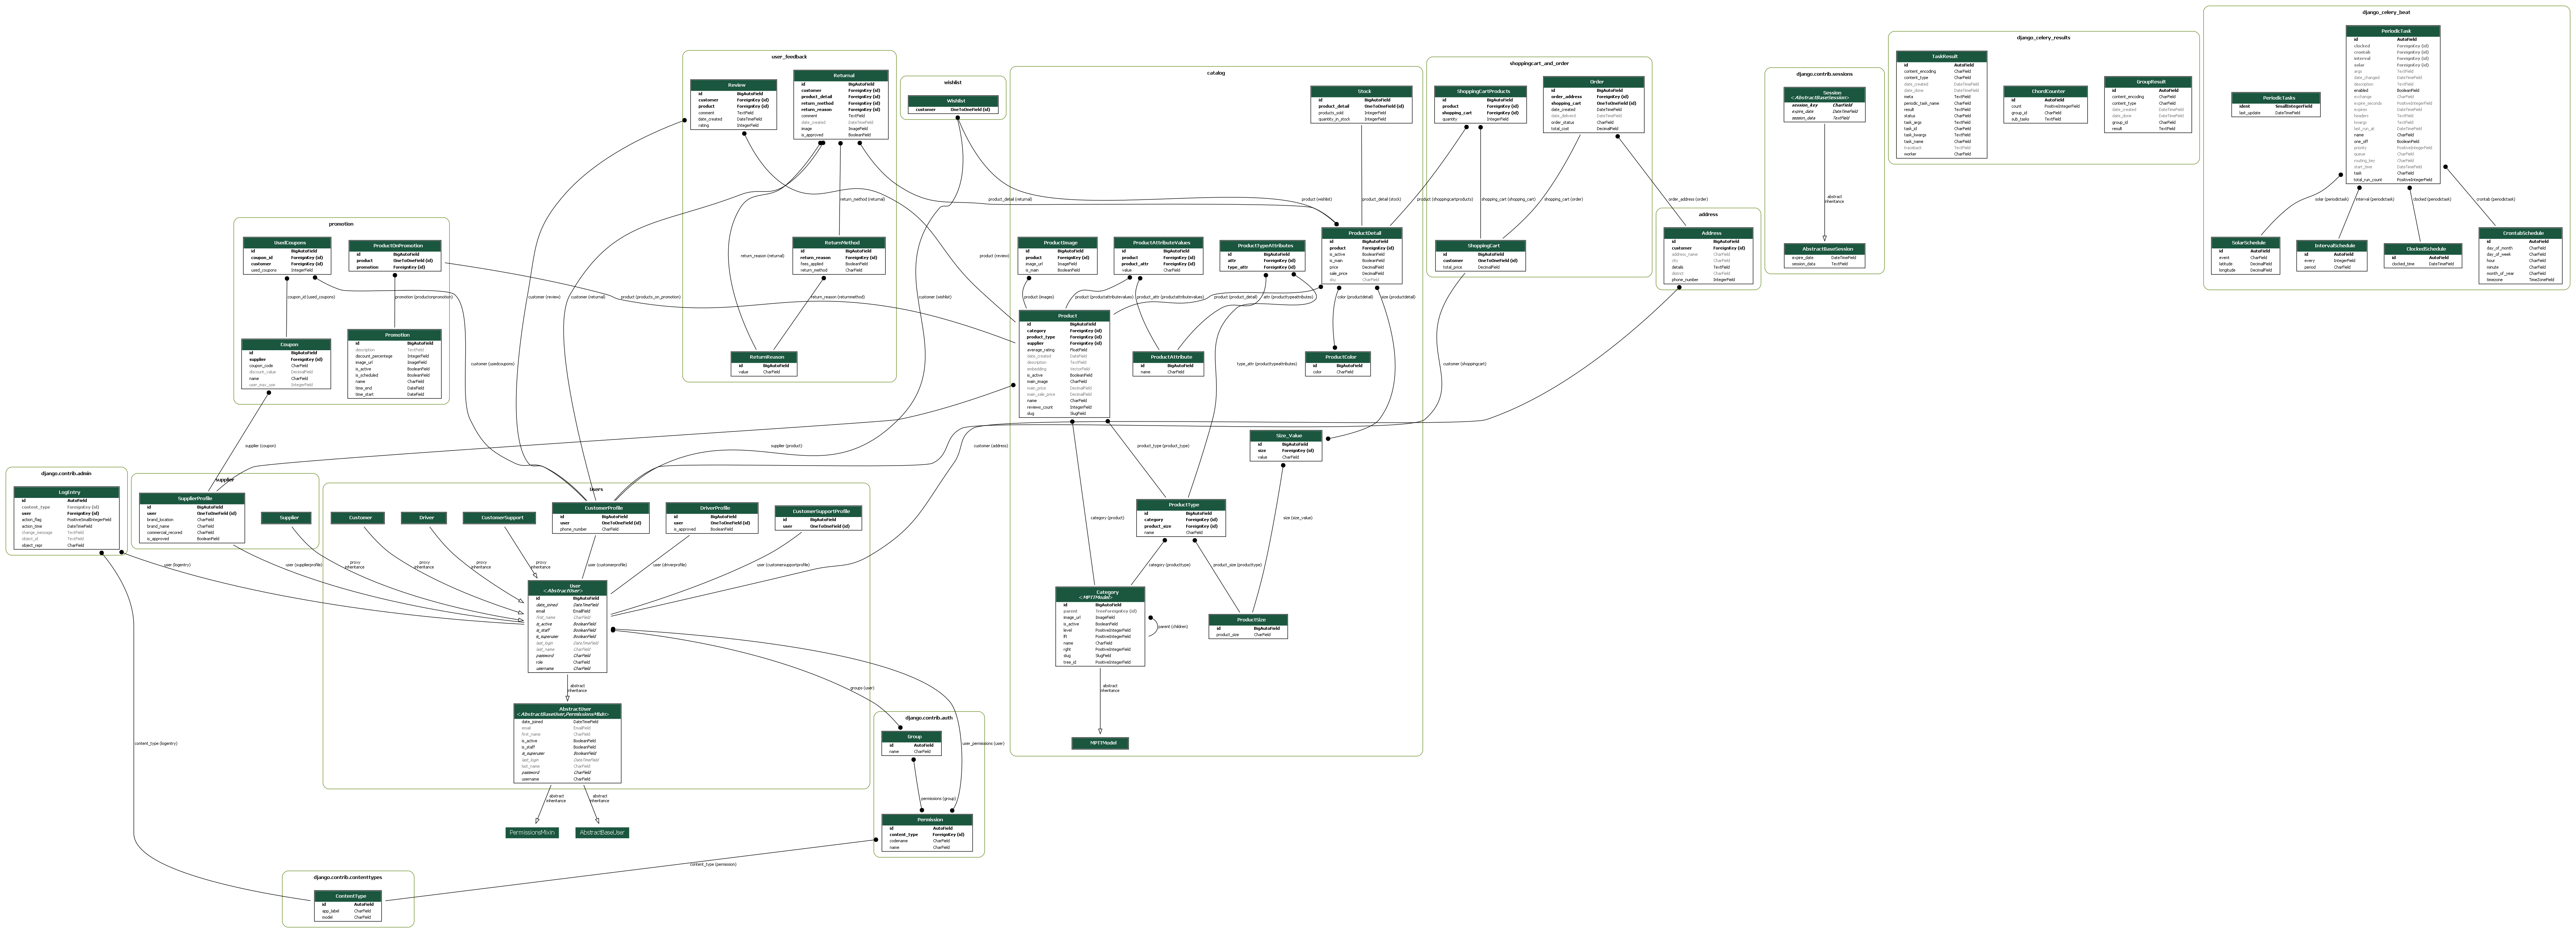 django_celery_beat
PeriodicTask
id AutoField
clocked ForeignKey (id)
crontab ForeignKey (id)
interval ForeignKey (id)
solar ForeignKey (id)
args TextField
date_changed DateTimeField
description TextField
enabled BooleanField
exchange CharField
expire_seconds PositiveIntegerField
expires DateTimeField
headers TextField
kwargs TextField
last_run_at DateTimeField
name CharField
one_off BooleanField
priority PositiveIntegerField
queue CharField
routing_key CharField
start_time DateTimeField
task CharField
total_run_count PositiveIntegerField
PeriodicTasks
ident SmallIntegerField
last_update DateTimeField
solar (periodictask)
interval (periodictask)
clocked (periodictask)
crontab (periodictask)
SolarSchedule
id AutoField
event CharField
latitude DecimalField
longitude DecimalField
IntervalSchedule
id AutoField
every IntegerField
period CharField
ClockedSchedule
id AutoField
clocked_time DateTimeField
CrontabSchedule
id AutoField
day_of_month CharField
day_of_week CharField
hour CharField
minute CharField
month_of_year CharField
timezone TimeZoneField
django_celery_results
TaskResult
id AutoField
content_encoding CharField
content_type CharField
date_created DateTimeField
date_done DateTimeField
meta TextField
periodic_task_name CharField
result TextField
status CharField
task_args TextField
task_id CharField
task_kwargs TextField
task_name CharField
traceback TextField
worker CharField
ChordCounter
id AutoField
count PositiveIntegerField
group_id CharField
sub_tasks TextField
GroupResult
id AutoField
content_encoding CharField
content_type CharField
date_created DateTimeField
date_done DateTimeField
group_id CharField
result TextField
django.contrib.sessions
Session
<AbstractBaseSession>
session_key CharField
expire_date DateTimeField
session_data TextField
abstract
inheritance
AbstractBaseSession
expire_date DateTimeField
session_data TextField
user_feedback
Review
id BigAutoField
customer ForeignKey (id)
product ForeignKey (id)
comment TextField
date_created DateTimeField
rating IntegerField
Returnal
id BigAutoField
customer ForeignKey (id)
product_detail ForeignKey (id)
return_method ForeignKey (id)
return_reason ForeignKey (id)
comment TextField
date_created DateTimeField
image ImageField
is_approved BooleanField
return_method (returnal)
ReturnMethod
id BigAutoField
return_reason ForeignKey (id)
fees_applied BooleanField
return_method CharField
return_reason (returnal)
return_reason (returnmethod)
ReturnReason
id BigAutoField
value CharField
wishlist
Wishlist
customer OneToOneField (id)
catalog
Stock
id BigAutoField
product_detail OneToOneField (id)
products_sold IntegerField
quantity_in_stock IntegerField
product_detail (returnal)
product (wishlist)
product_detail (stock)
product (shoppingcartproducts)
ProductImage
id BigAutoField
product ForeignKey (id)
image_url ImageField
is_main BooleanField
ProductAttributeValues
id BigAutoField
product ForeignKey (id)
product_attr ForeignKey (id)
value CharField
ProductTypeAttributes
id BigAutoField
attr ForeignKey (id)
type_attr ForeignKey (id)
ProductDetail
id BigAutoField
product ForeignKey (id)
is_active BooleanField
is_main BooleanField
price DecimalField
sale_price DecimalField
sku CharField
product (review)
product (products_on_promotion)
product (images)
product (productattributevalues)
product_attr (productattributevalues)
product (product_detail)
attr (producttypeattributes)
color (productdetail)
size (productdetail)
Product
id BigAutoField
category ForeignKey (id)
product_type ForeignKey (id)
supplier ForeignKey (id)
average_rating FloatField
date_created DateField
description TextField
embedding VectorField
is_active BooleanField
main_image CharField
main_price DecimalField
main_sale_price DecimalField
name CharField
reviews_count IntegerField
slug SlugField
ProductAttribute
id BigAutoField
name CharField
ProductColor
id BigAutoField
color CharField
type_attr (producttypeattributes)
Size_Value
id BigAutoField
size ForeignKey (id)
value CharField
product_type (product_type)
ProductType
id BigAutoField
category ForeignKey (id)
product_size ForeignKey (id)
name CharField
category (product)
size (size_value)
category (producttype)
product_size (producttype)
Category
<MPTTModel>
id BigAutoField
parent TreeForeignKey (id)
image_url ImageField
is_active BooleanField
level PositiveIntegerField
lft PositiveIntegerField
name CharField
rght PositiveIntegerField
slug SlugField
tree_id PositiveIntegerField
parent (children)
ProductSize
id BigAutoField
product_size CharField
abstract
inheritance
MPTTModel
shoppingcart_and_order
ShoppingCartProducts
id BigAutoField
product ForeignKey (id)
shopping_cart ForeignKey (id)
quantity IntegerField
Order
id BigAutoField
order_address ForeignKey (id)
shopping_cart OneToOneField (id)
date_created DateTimeField
date_delivered DateTimeField
order_status CharField
total_cost DecimalField
shopping_cart (shopping_cart)
shopping_cart (order)
order_address (order)
ShoppingCart
id BigAutoField
customer OneToOneField (id)
total_price DecimalField
customer (shoppingcart)
address
Address
id BigAutoField
customer ForeignKey (id)
address_name CharField
city CharField
details TextField
district CharField
phone_number IntegerField
promotion
UsedCoupons
id BigAutoField
coupon_id ForeignKey (id)
customer ForeignKey (id)
used_coupons IntegerField
ProductOnPromotion
id BigAutoField
product OneToOneField (id)
promotion ForeignKey (id)
coupon_id (used_coupons)
promotion (productonpromotion)
Coupon
id BigAutoField
supplier ForeignKey (id)
coupon_code CharField
discount_value DecimalField
name CharField
user_max_use IntegerField
Promotion
id BigAutoField
description TextField
discount_percentage IntegerField
image_url ImageField
is_active BooleanField
is_scheduled BooleanField
name CharField
time_end DateField
time_start DateField
customer (usedcoupons)
customer (review)
customer (returnal)
customer (wishlist)
supplier (coupon)
supplier (product)
customer (address)
django.contrib.admin
LogEntry
id AutoField
content_type ForeignKey (id)
user ForeignKey (id)
action_flag PositiveSmallIntegerField
action_time DateTimeField
change_message TextField
object_id TextField
object_repr CharField
supplier
SupplierProfile
id BigAutoField
user OneToOneField (id)
brand_location CharField
brand_name CharField
commercial_recored CharField
is_approved BooleanField
Supplier
Users
Customer
Driver
CustomerSupport
CustomerProfile
id BigAutoField
user OneToOneField (id)
phone_number CharField
DriverProfile
id BigAutoField
user OneToOneField (id)
is_approved BooleanField
CustomerSupportProfile
id BigAutoField
user OneToOneField (id)
user (logentry)
user (supplierprofile)
proxy
inheritance
proxy
inheritance
proxy
inheritance
proxy
inheritance
user (customerprofile)
user (driverprofile)
user (customersupportprofile)
User
<AbstractUser>
id BigAutoField
date_joined DateTimeField
email EmailField
first_name CharField
is_active BooleanField
is_staff BooleanField
is_superuser BooleanField
last_login DateTimeField
last_name CharField
password CharField
role CharField
username CharField
abstract
inheritance
groups (user)
AbstractUser
<AbstractBaseUser,PermissionsMixin>
date_joined DateTimeField
email EmailField
first_name CharField
is_active BooleanField
is_staff BooleanField
is_superuser BooleanField
last_login DateTimeField
last_name CharField
password CharField
username CharField
abstract
inheritance
abstract
inheritance
PermissionsMixin
AbstractBaseUser
django.contrib.auth
Group
id AutoField
name CharField
user_permissions (user)
permissions (group)
Permission
id AutoField
content_type ForeignKey (id)
codename CharField
name CharField
content_type (logentry)
content_type (permission)
django.contrib.contenttypes
ContentType
id AutoField
app_label CharField
model CharField